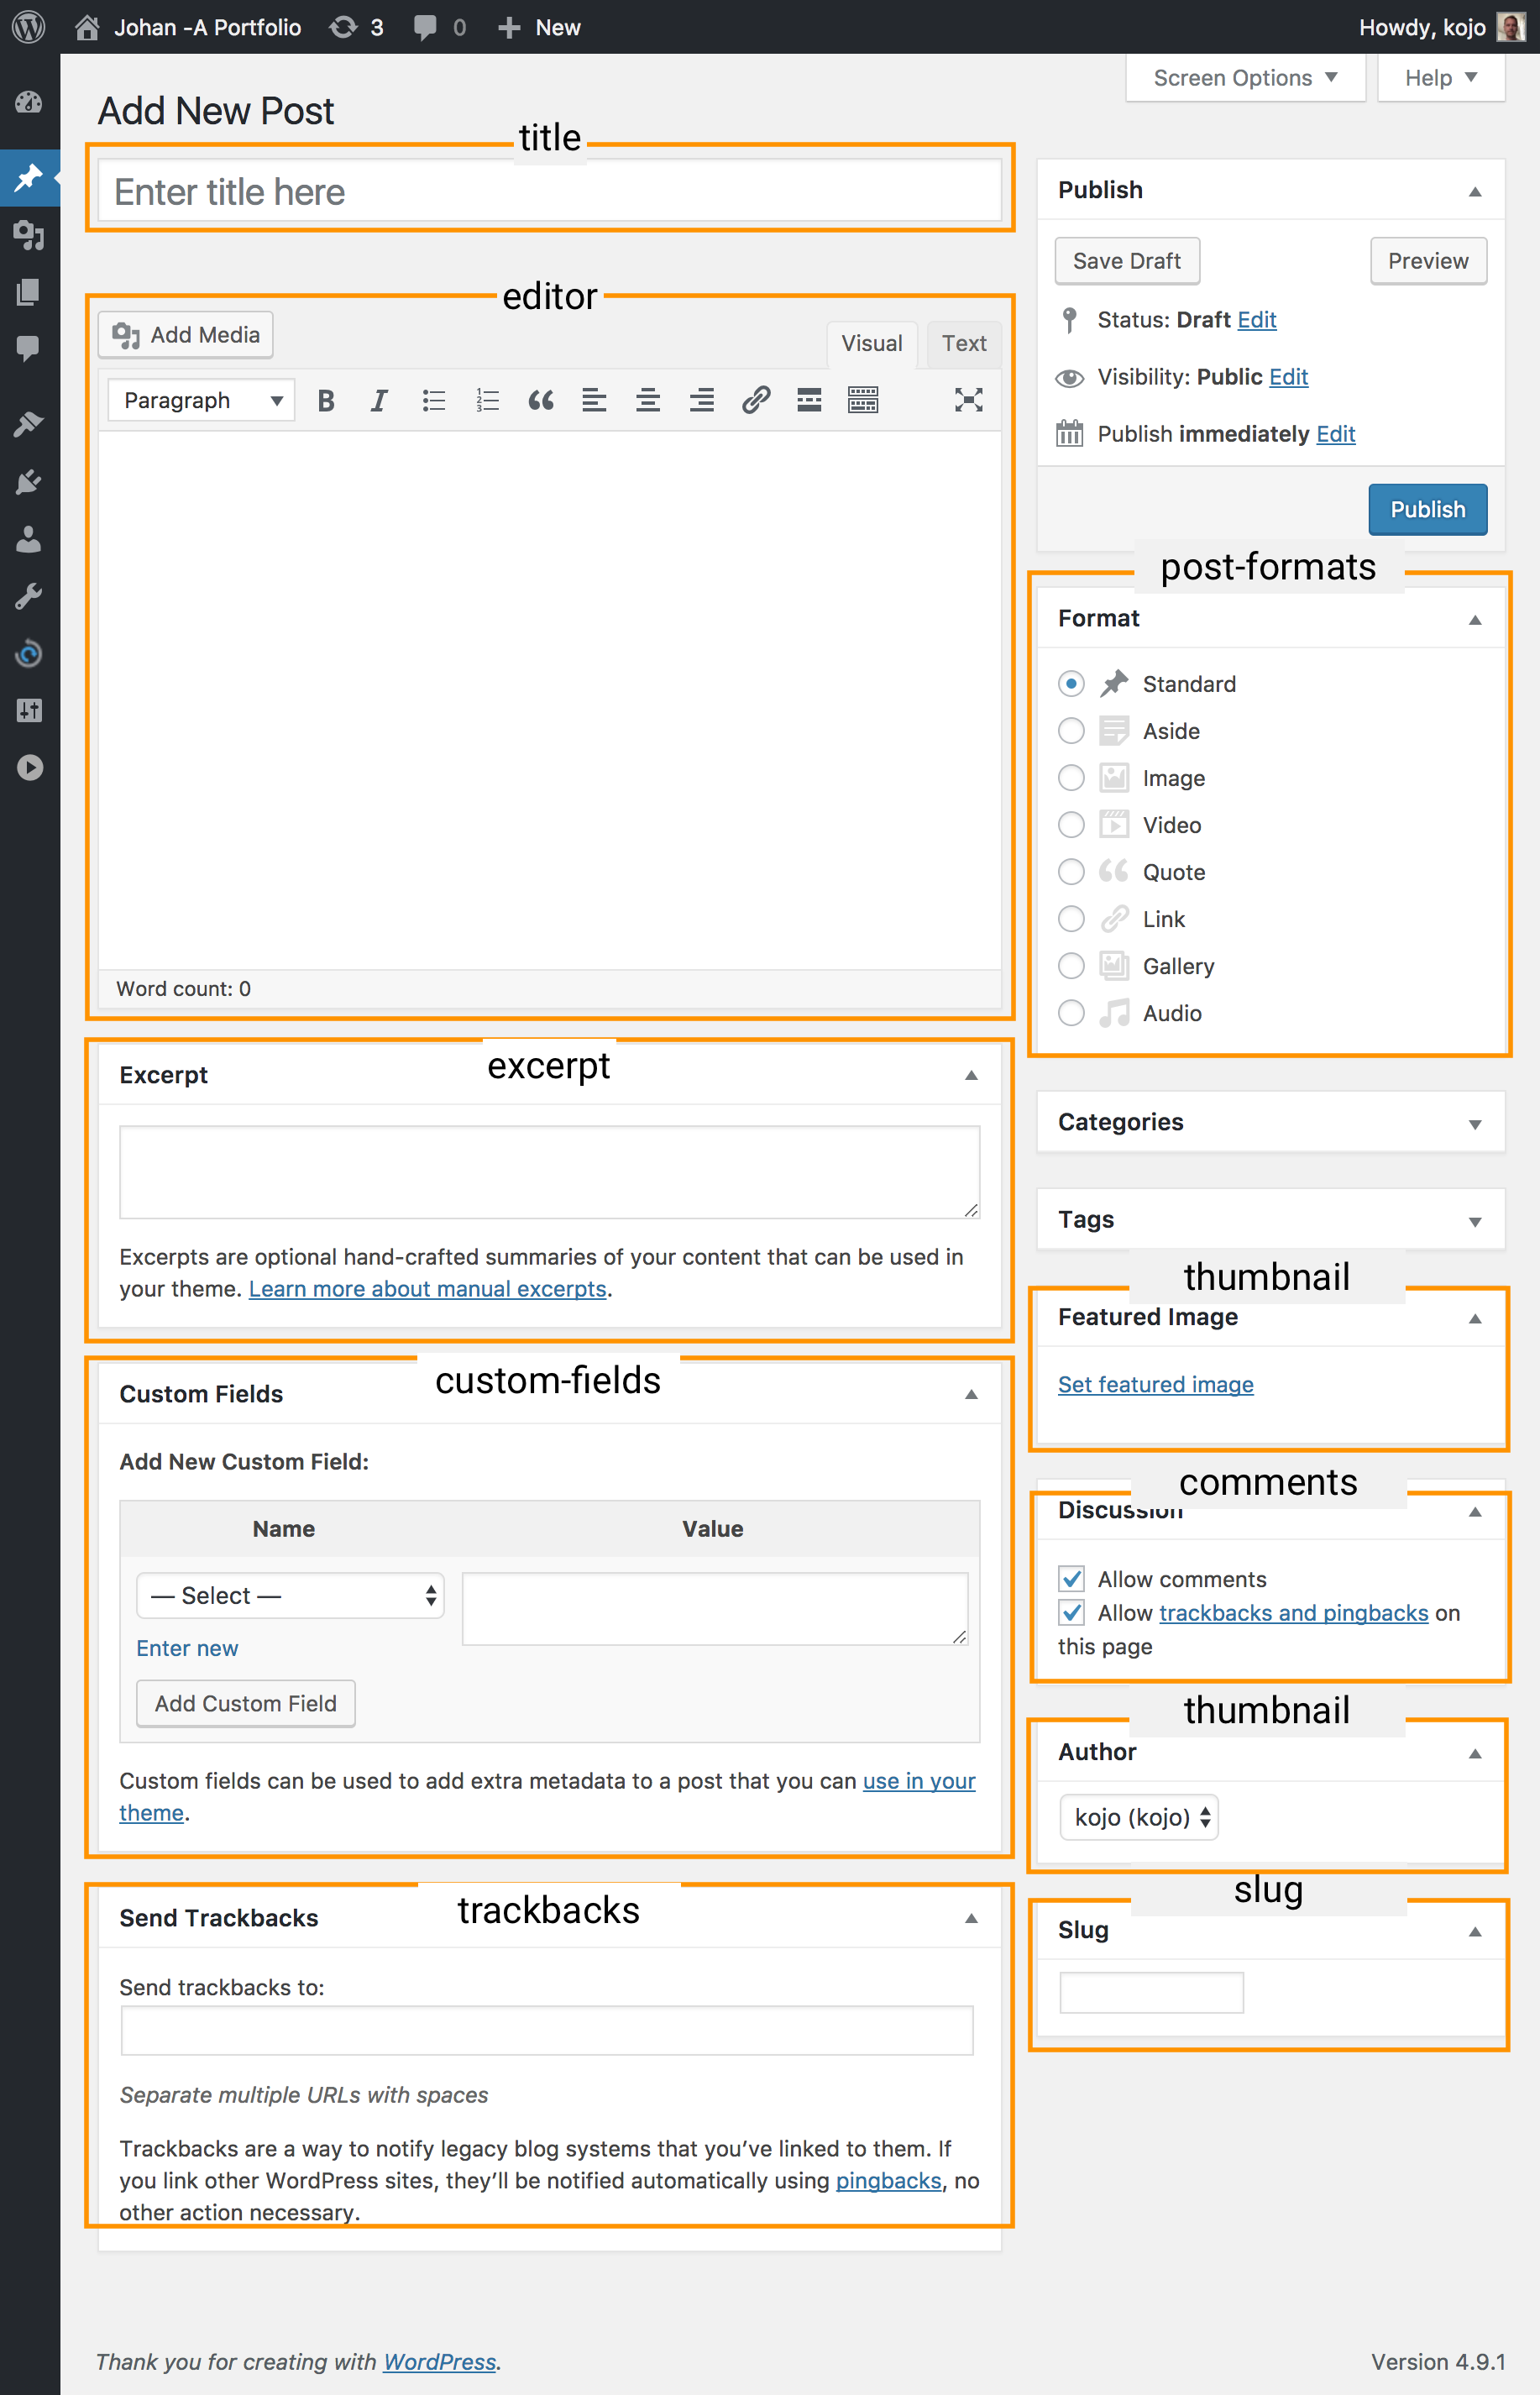 Johan -A Portfolio 3 0 New Howdy, kojo
Screen Options Help
Add New Post
title
Enter title here
editor
Add Media
Visual Text
Paragraph B I
Word count: 0
excerpt
Excerpt
Excerpts are optional hand-crafted summaries of your content that can be used in
your theme. Learn more about manual excerpts.
custom-fields
Custom Fields
Add New Custom Field:
Name Value
— Select —
Enter new
Add Custom Field
Custom fields can be used to add extra metadata to a post that you can use in your
theme.
trackbacks
Send Trackbacks
Send trackbacks to:
Separate multiple URLs with spaces
Trackbacks are a way to notify legacy blog systems that you’ve linked to them. If
you link other WordPress sites, they’ll be notified automatically using pingbacks, no
other action necessary.
Publish
Save Draft Preview
Status: Draft Edit
Visibility: Public Edit
Publish immediately Edit
Publish
post-formats
Format
Standard
Aside
Image
Video
Quote
Link
Gallery
Audio
Categories
Tags
thumbnail
Featured Image
Set featured image
comments
Discussion
Allow comments
Allow trackbacks and pingbacks on
this page
thumbnail
Author
kojo (kojo)
slug
Slug
Thank you for creating with WordPress. Version 4.9.1